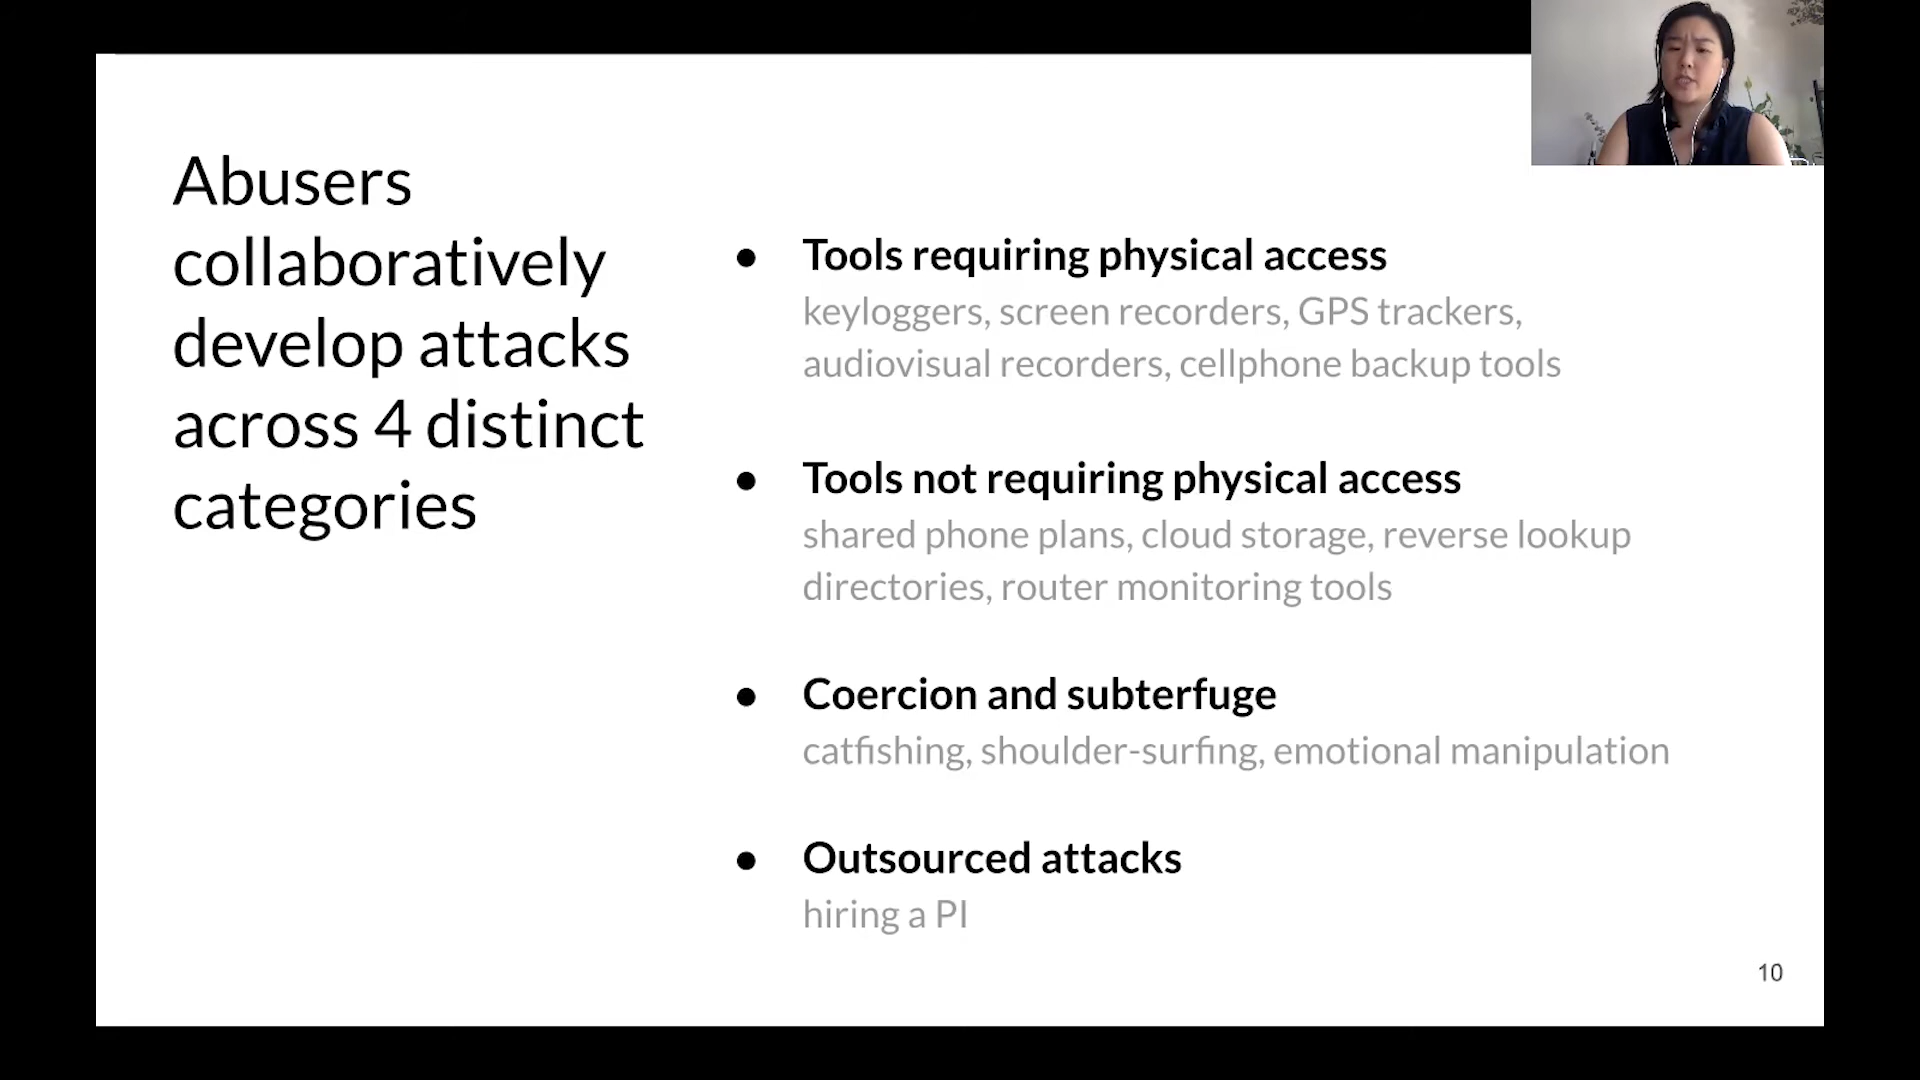 Abusers
collaboratively
develop attacks
across 4 distinct
categories
● Tools requiring physical access
keyloggers, screen recorders, GPS trackers,
audiovisual recorders, cellphone backup tools
● Tools not requiring physical access
shared phone plans, cloud storage, reverse lookup
directories, router monitoring tools
● Coercion and subterfuge
catfishing, shoulder-surfing, emotional manipulation
● Outsourced attacks
hiring a PI
10